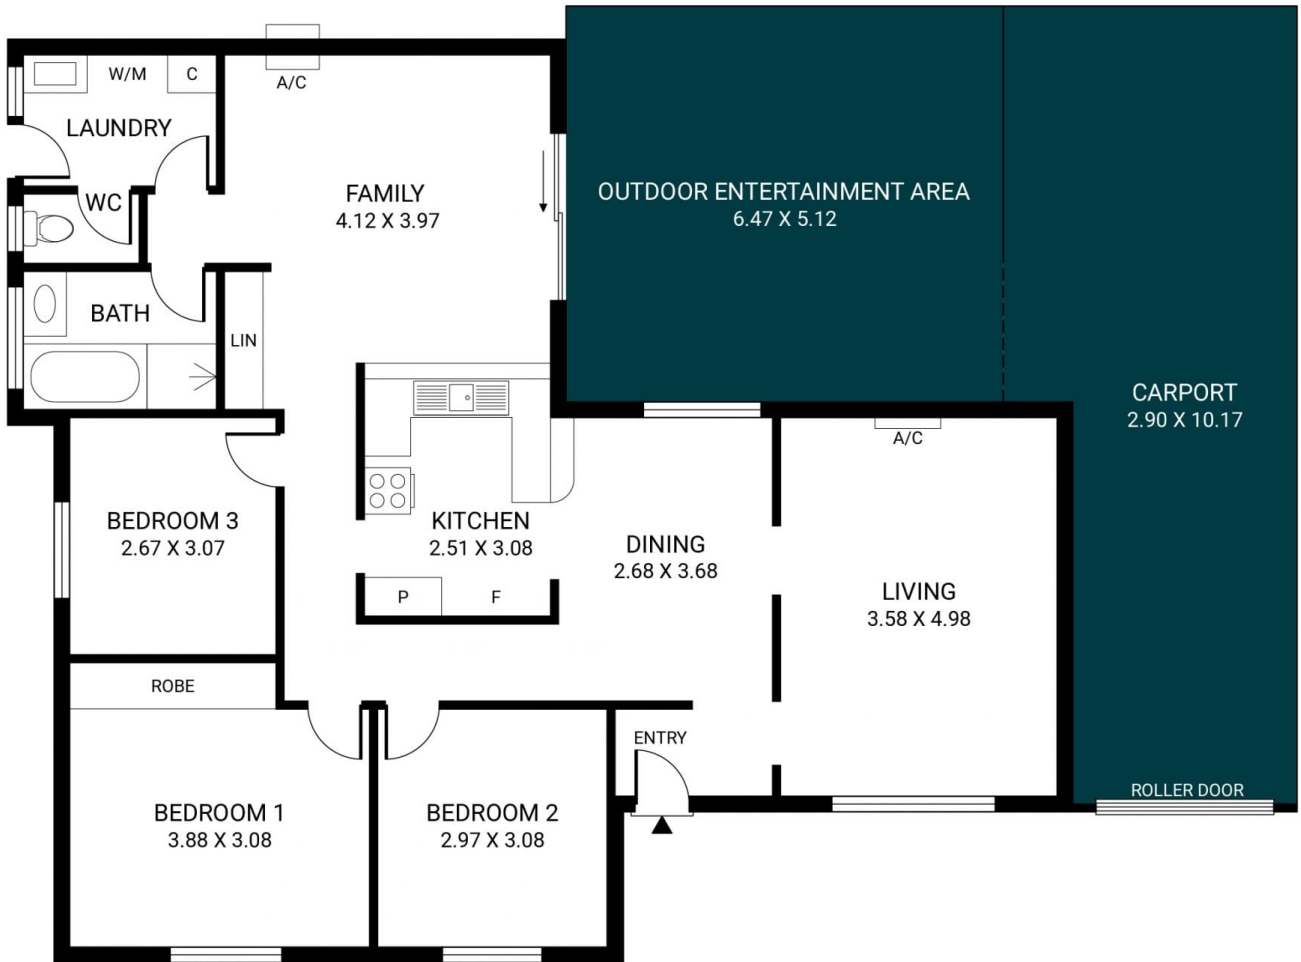 W/M
C
A/C
LAUNDRY
WC
FAMILY
4.12 X 3.97
OUTDOOR ENTERTAINMENT AREA
6.47 X 5.12
BATH
LIN
CARPORT
2.90 X 10.17
A/C
BEDROOM 3
2.67 X 3.07
KITCHEN
2.51 X 3.08
DINING
2.68 X 3.68
P
F
LIVING
3.58 X 4.98
ROBE
ENTRY
ROLLER DOOR
BEDROOM 1
3.88 X 3.08
BEDROOM 2
2.97 X 3.08